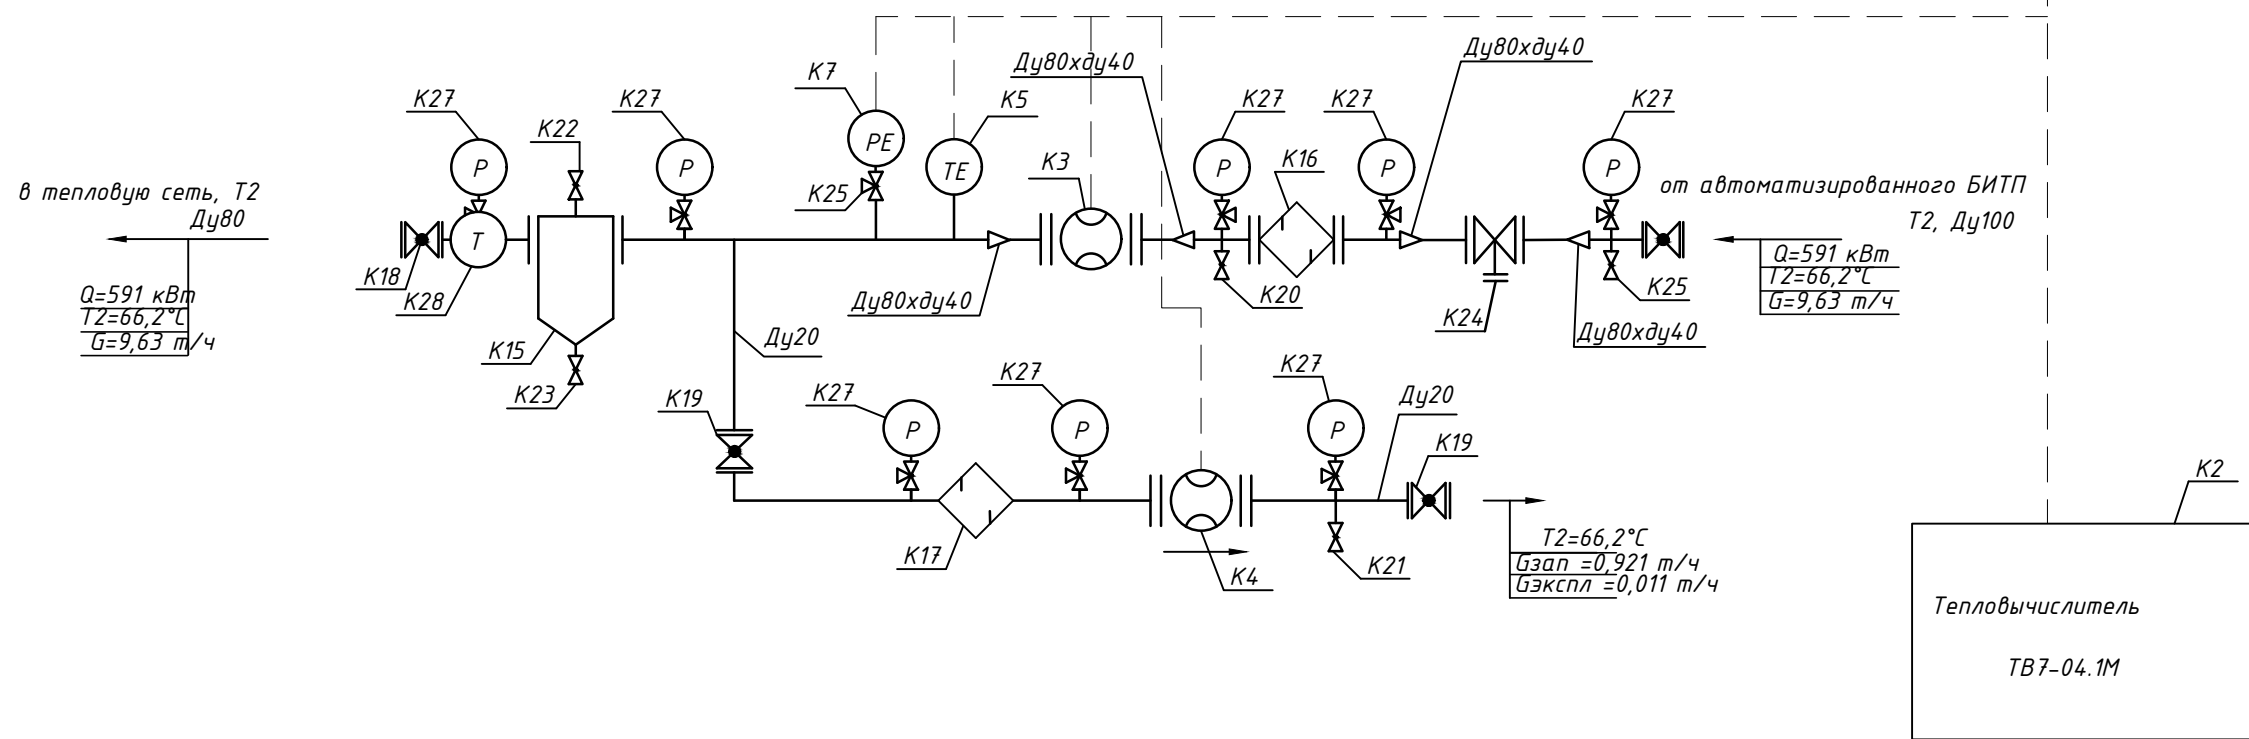 Ду80хду40
Ду80хду40
К7
К27
К27
К5
К27
К27
К27
К22
P
P
PE
TE
К3
P
К16
P
P
К25
в тепловую сеть, Т2
Ду80
от автоматизированного БИТП
Т2, Ду100
T
К18
К28
Ду80хду40
К20
К24
К25
Ду80хду40
Q=591 кВт
Т2=66,2°С
G=9,63 т/ч
Q=591 кВт
Т2=66,2°С
G=9,63 т/ч
К15
Ду20
К23
К19
К27
К27
К27
Ду20
К19
P
P
P
К2
К17
К4
К21
Т2=66,2°С
Gзап =0,921 т/ч
Gэкспл =0,011 т/ч
Тепловычислитель
ТВ7-04.1М